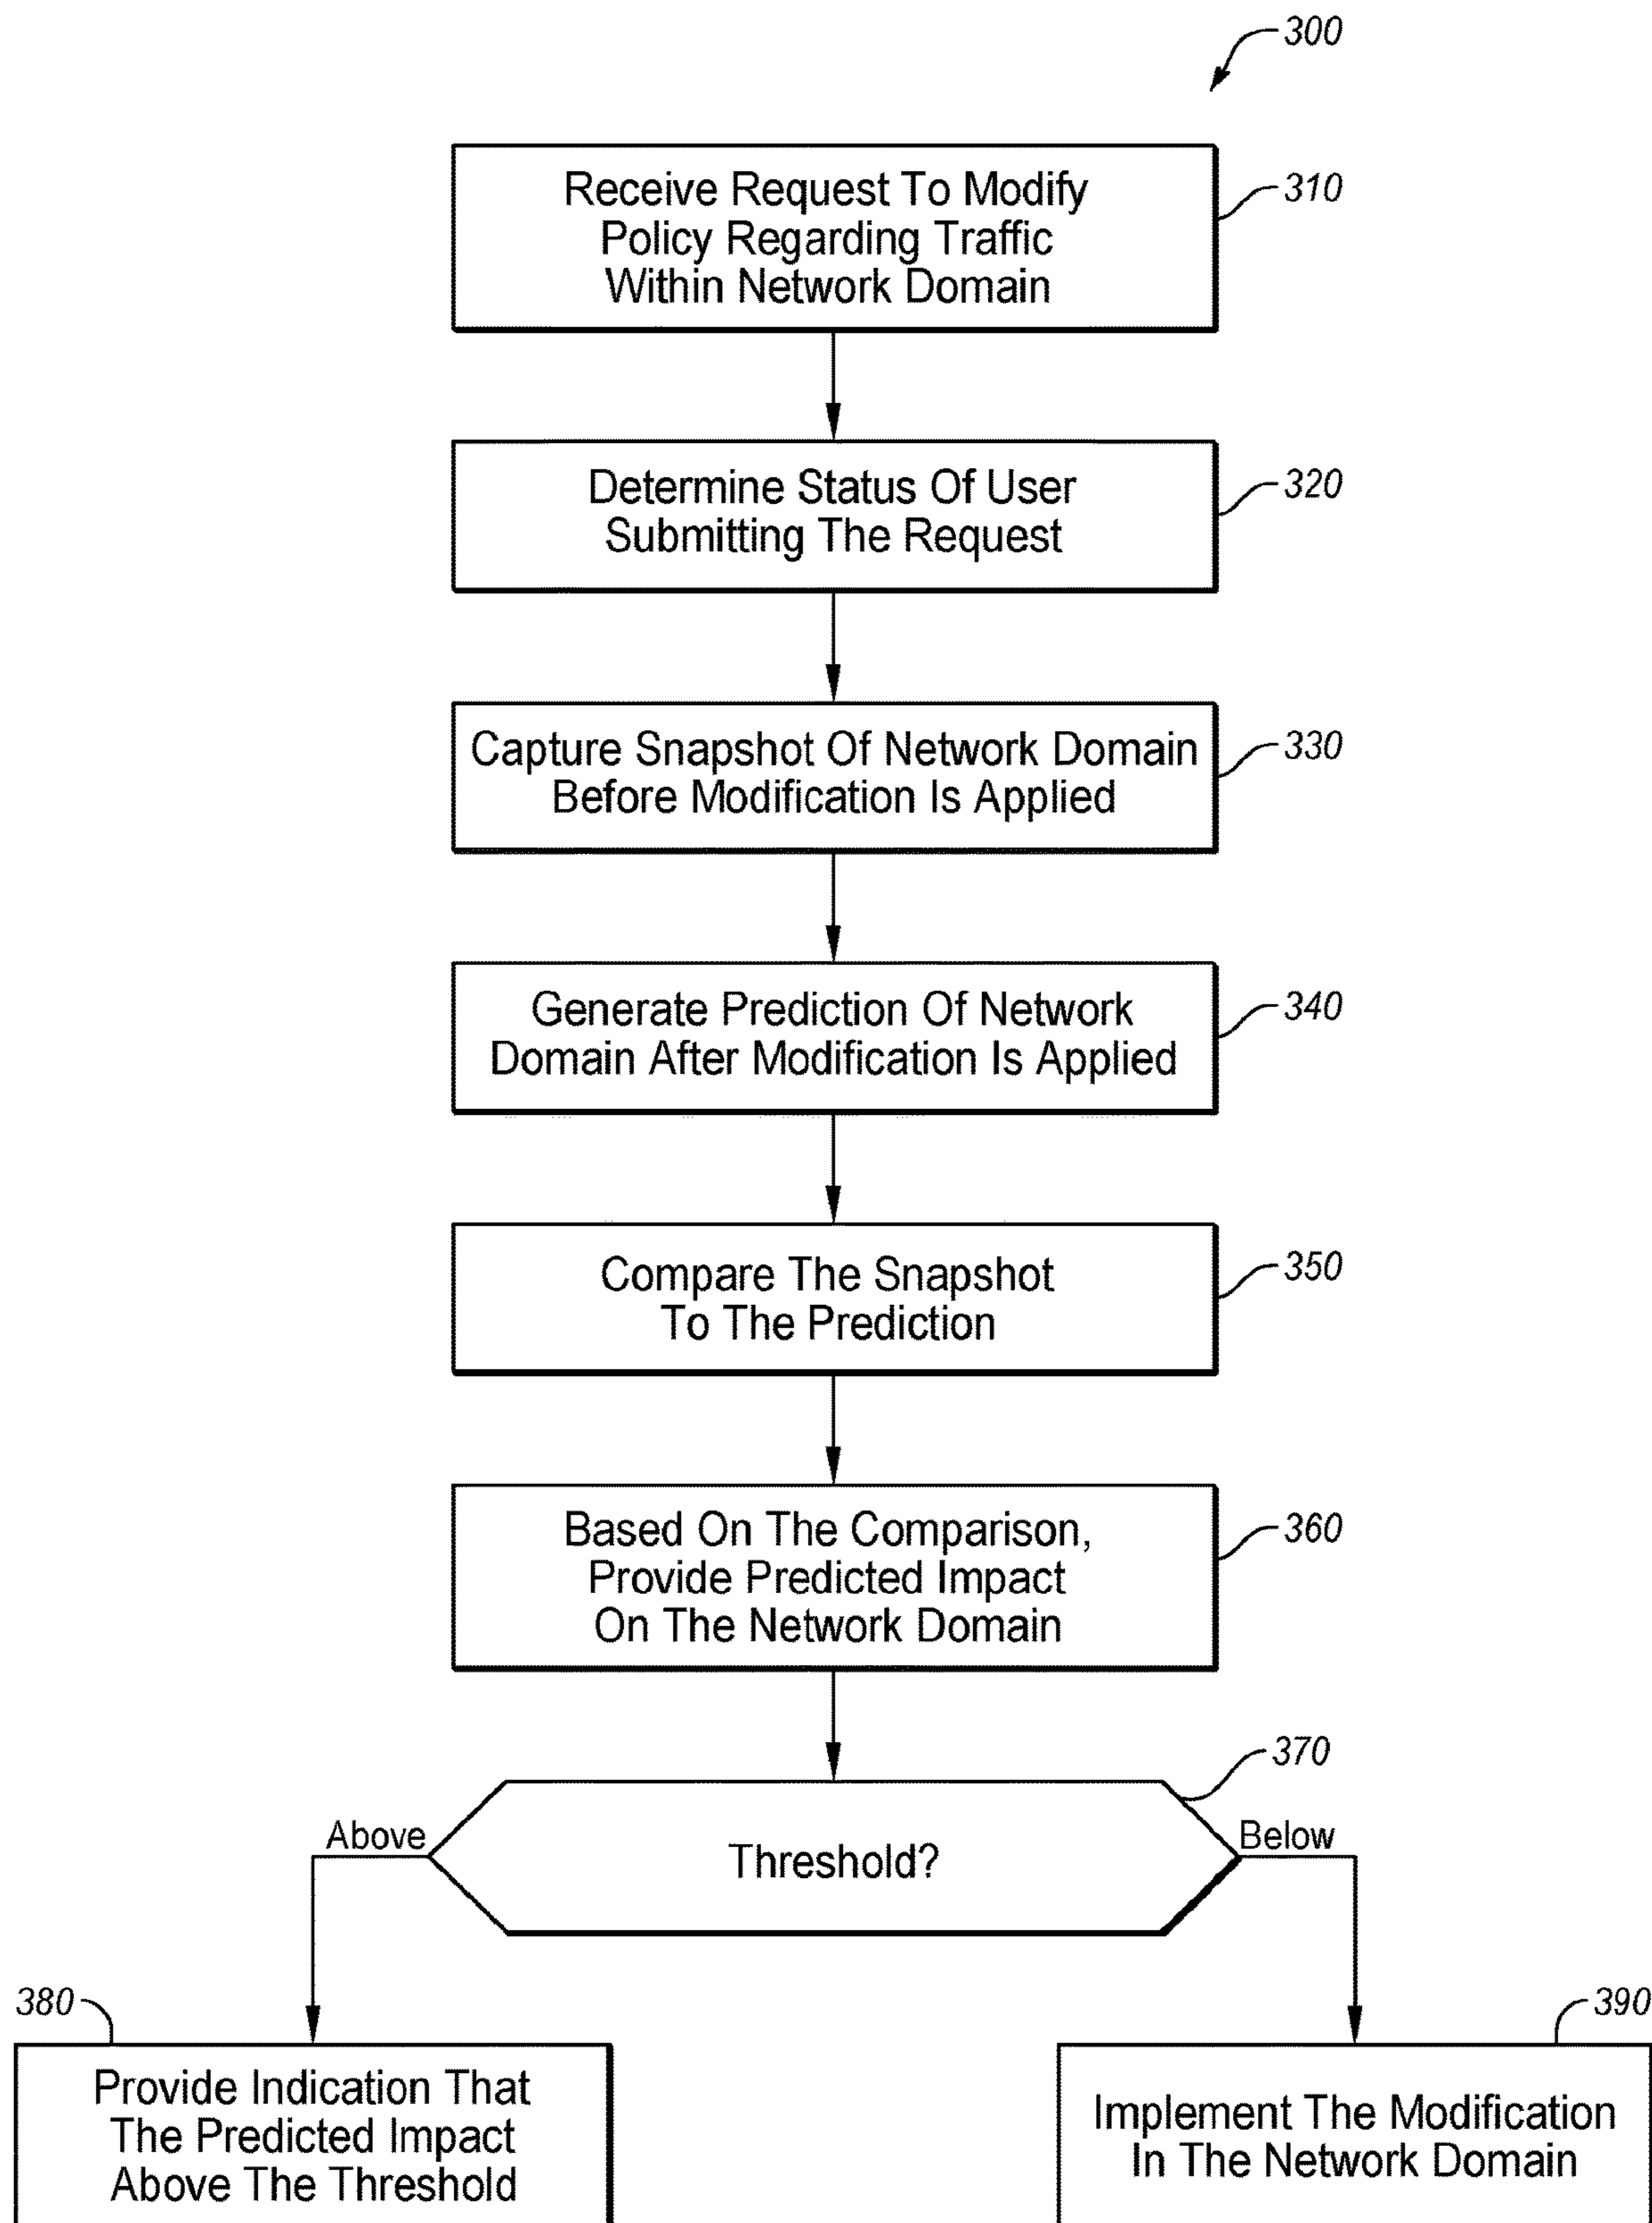 300
Receive Request To Modify
Policy Regarding Traffic
Within Network Domain
310
Determine Status Of User
Submitting The Request
320
Capture Snapshot Of Network Domain
Before Modification Is Applied
330
Generate Prediction Of Network
Domain After Modification Is Applied
340
Compare The Snapshot
To The Prediction
350
Based On The Comparison,
Provide Predicted Impact
On The Network Domain
360
370
Above
Threshold?
Below
380
Provide Indication That
The Predicted Impact
Above The Threshold
390
Implement The Modification
In The Network Domain